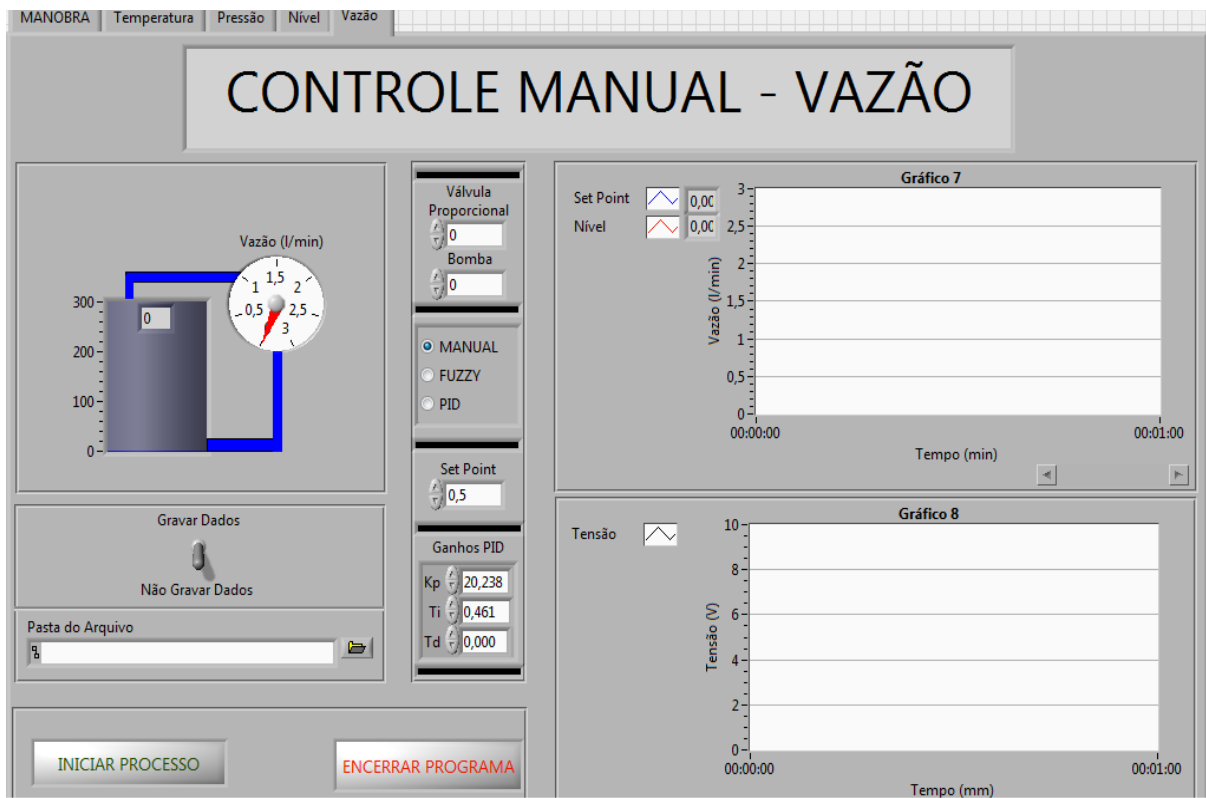 MANOBRA Temperatura Pressão Nível Vazão
CONTROLE MANUAL - VAZÃO
Vazão (l/min)
0,5 1 1,5 2 2,5 3
300
200
100
0
0
Gravar Dados
Não Gravar Dados
Pasta do Arquivo
INICIAR PROCESSO
ENCERRAR PROGRAMA
Válvula
Proporcional
0
Bomba
0
MANUAL
FUZZY
PID
Set Point
0,5
Ganhos PID
Kp 20,238
Ti 0,461
Td 0,000
Gráfico 7
Set Point 0,00
Nível 0,00
Vazão (l/min)
3
2,5
2
1,5
1
0,5
0
00:00:00 00:01:00
Tempo (min)
Gráfico 8
Tensão
Tensão (V)
10
8
6
4
2
0
00:00:00 00:01:00
Tempo (mm)